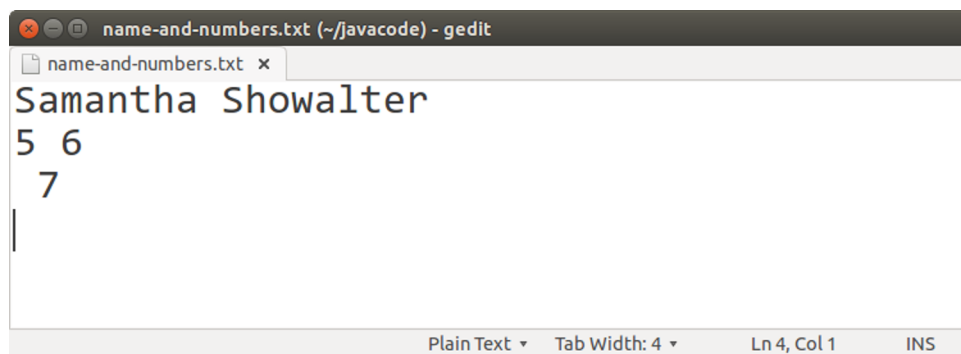 name-and-numbers.txt (~/javacode) - gedit
name-and-numbers.txt ×
Samantha Showalter
5 6
 7
Plain Text ▾ Tab Width: 4 ▾ Ln 4, Col 1 INS